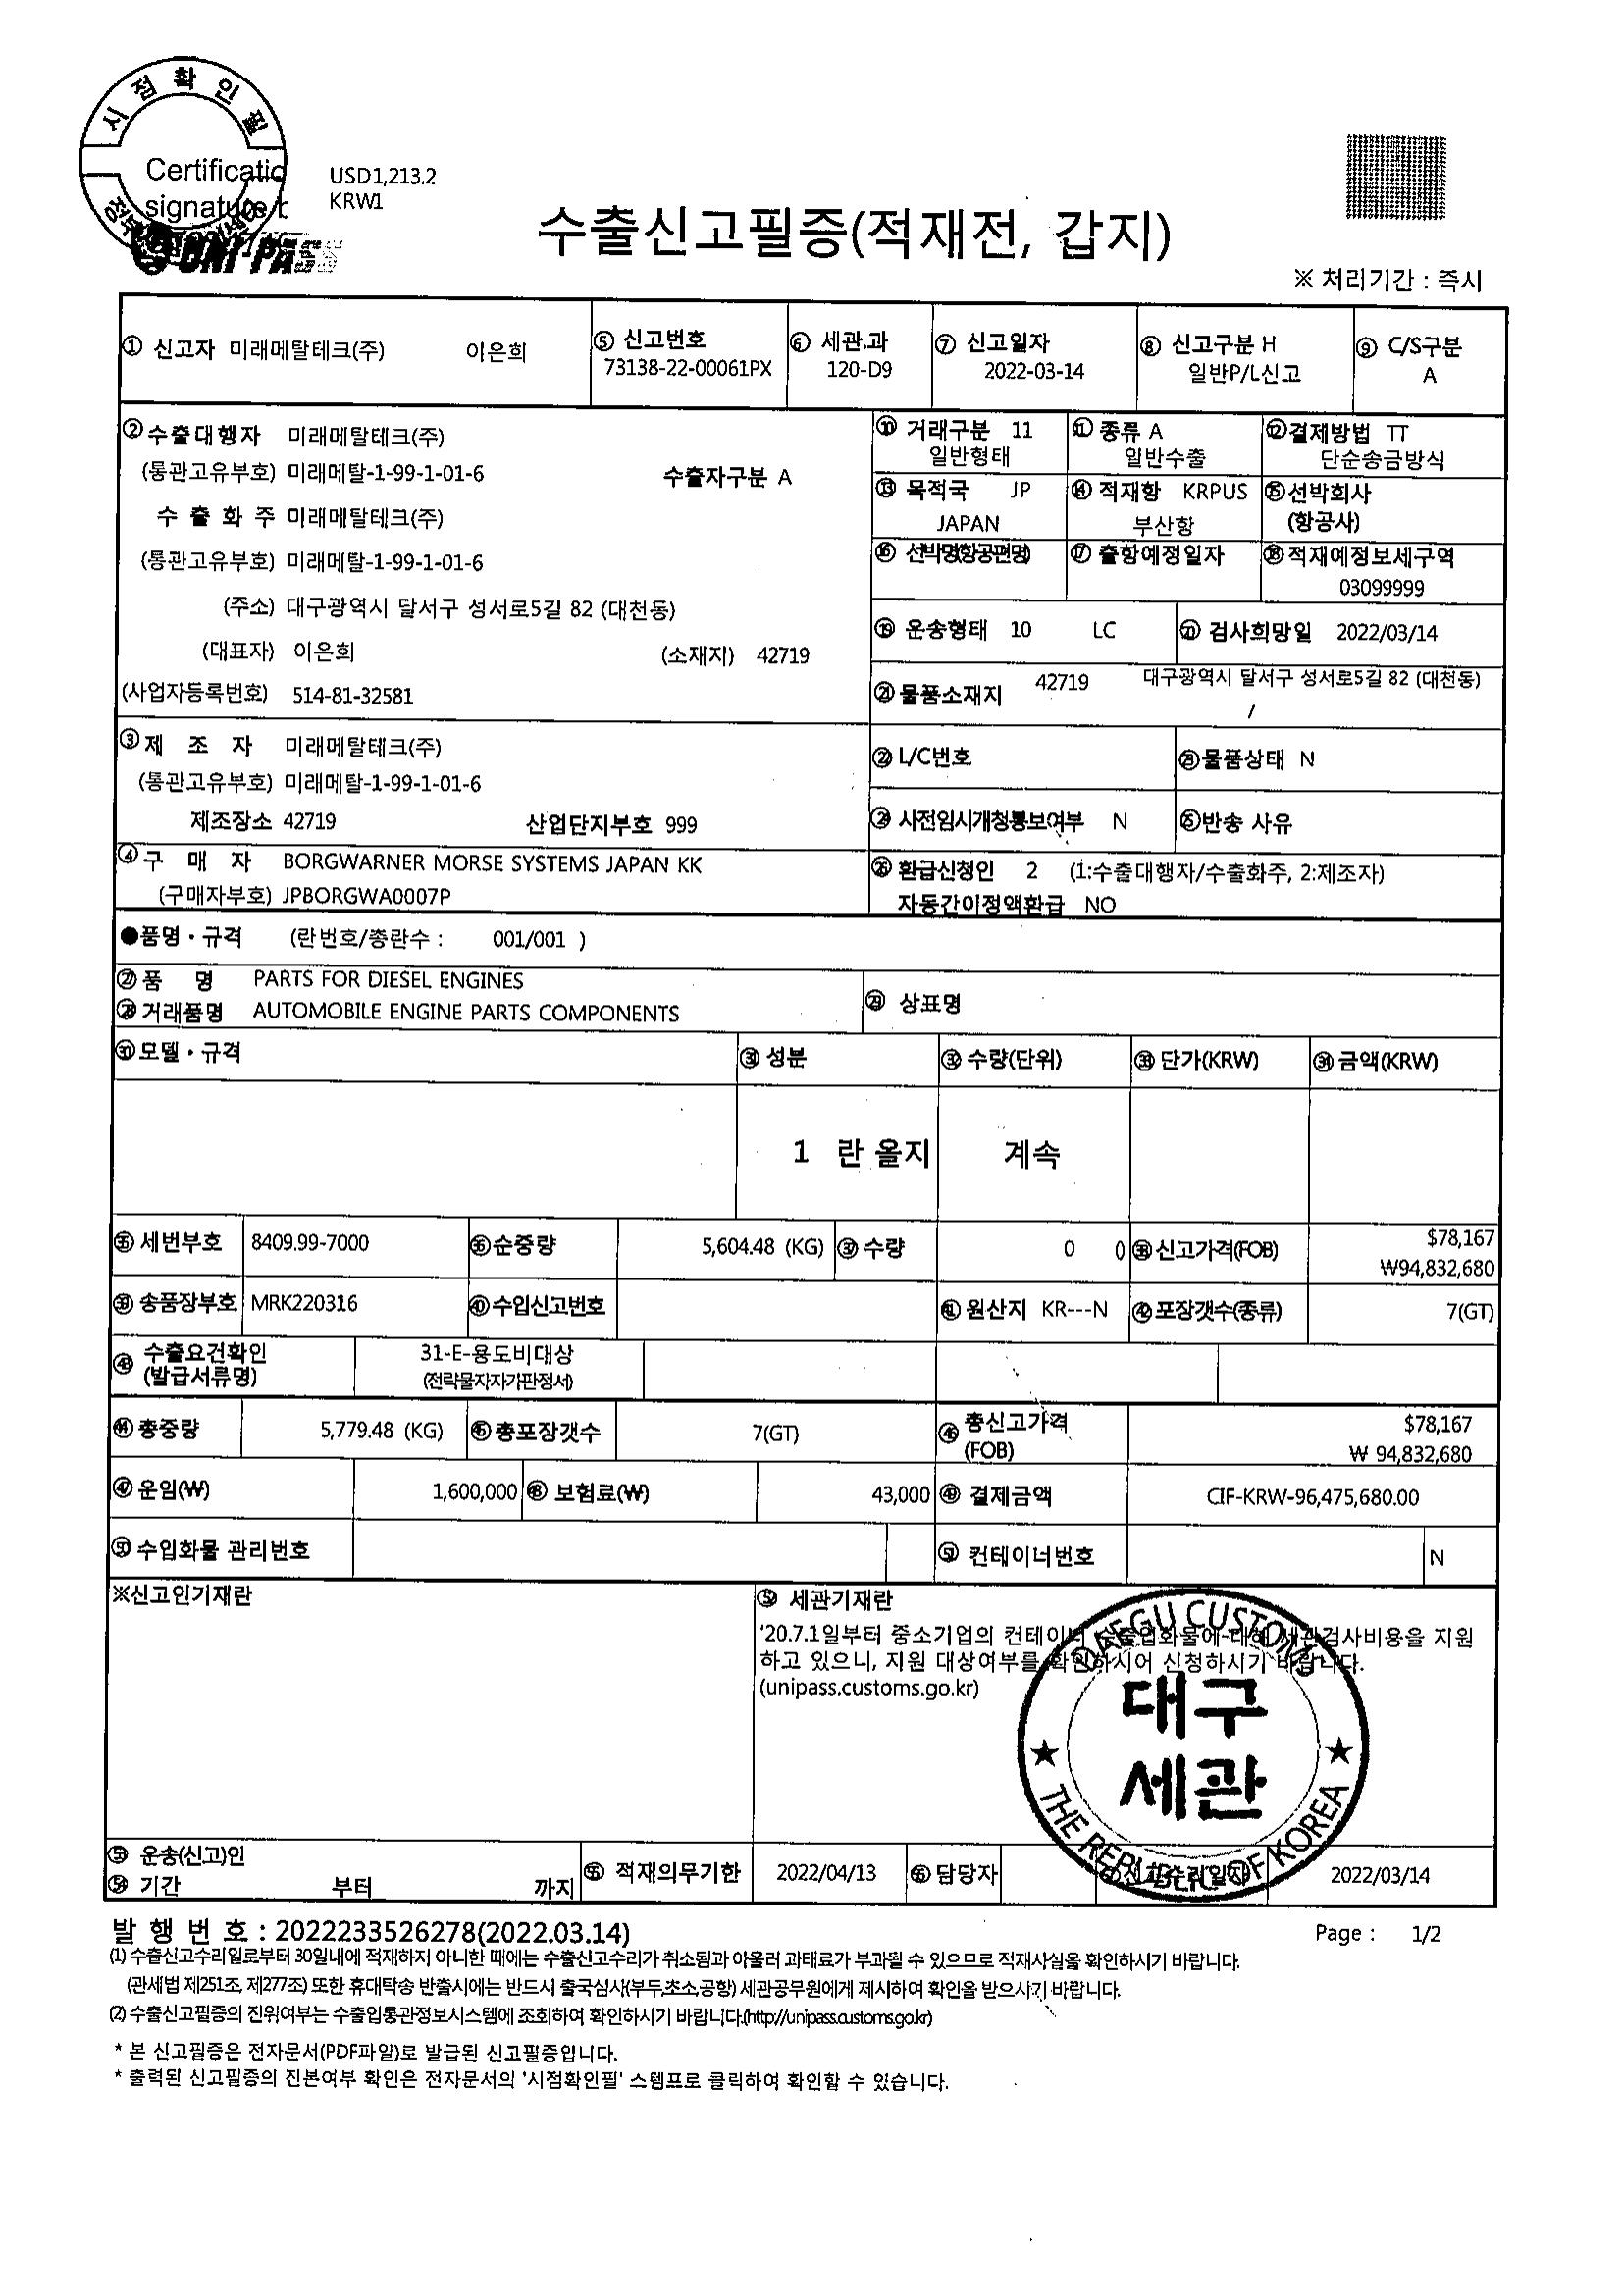 시점확인필
Certificatio
signature t
UNI-PASS
USD1,213.2
KRW1
수출신고필증(적재전, 갑지)
※ 처리기간 : 즉시
① 신고자 미래메탈테크(주) 이은희
⑤ 신고번호
73138-22-00061PX
⑥ 세관.과
120-D9
⑦ 신고일자
2022-03-14
⑧ 신고구분 H
일반P/L신고
⑨ C/S구분
A
② 수출대행자 미래메탈테크(주)
(통관고유부호) 미래메탈-1-99-1-01-6 수출자구분 A
수 출 화 주 미래메탈테크(주)
(통관고유부호) 미래메탈-1-99-1-01-6
(주소) 대구광역시 달서구 성서로5길 82 (대천동)
(대표자) 이은희 (소재지) 42719
(사업자등록번호) 514-81-32581
⑩ 거래구분 11
일반형태
⑪ 종류 A
일반수출
⑫ 결제방법 TT
단순송금방식
⑬ 목적국 JP
JAPAN
⑭ 적재항 KRPUS
부산항
⑮ 선박회사
(항공사)
⑯ 선박명(항공편명)
⑰ 출항예정일자
⑱ 적재예정보세구역
03099999
⑲ 운송형태 10 LC
⑳ 검사희망일 2022/03/14
㉑ 물품소재지 42719 대구광역시 달서구 성서로5길 82 (대천동)
/
③ 제 조 자 미래메탈테크(주)
(통관고유부호) 미래메탈-1-99-1-01-6
제조장소 42719 산업단지부호 999
㉒ L/C번호
㉓ 물품상태 N
㉔ 사전임시개청통보여부 N
㉕ 반송 사유
④ 구 매 자 BORGWARNER MORSE SYSTEMS JAPAN KK
(구매자부호) JPBORGWA0007P
㉖ 환급신청인 2 (1:수출대행자/수출화주, 2:제조자)
자동간이정액환급 NO
●품명ㆍ규격 (란번호/총란수 : 001/001 )
㉗ 품 명 PARTS FOR DIESEL ENGINES
㉘ 거래품명 AUTOMOBILE ENGINE PARTS COMPONENTS
㉙ 상표명
㉚ 모델ㆍ규격
㉛ 성분
㉜ 수량(단위)
㉝ 단가(KRW)
㉞ 금액(KRW)
1 란 을지 계속
㉟ 세번부호 8409.99-7000
㊱ 순중량 5,604.48 (KG)
㊲ 수량 0 0
㊳ 신고가격(FOB) $78,167
₩94,832,680
㊴ 송품장부호 MRK220316
㊵ 수입신고번호
㊶ 원산지 KR---N
㊷ 포장갯수(종류) 7(GT)
㊸ 수출요건확인
(발급서류명)
31-E-용도비대상
(전략물자자가판정서)
㊹ 총중량 5,779.48 (KG)
㊺ 총포장갯수 7(GT)
㊻ 총신고가격
(FOB)
$78,167
₩ 94,832,680
㊼ 운임(₩) 1,600,000
㊽ 보험료(₩) 43,000
㊾ 결제금액 CIF-KRW-96,475,680.00
수입화물 관리번호
컨테이너번호 N
※신고인기재란
세관기재란
'20.7.1일부터 중소기업의 컨테이너 수출입화물에 대해 세관검사비용을 지원
하고 있으니, 지원 대상여부를 확인하시어 신청하시기 바랍니다.
(unipass.customs.go.kr)
DAEGU CUSTOMS
대구
세관
★ ★
THE REPUBLIC OF KOREA
운송(신고)인
기간 부터 까지
적재의무기한 2022/04/13
담당자
신고수리일자 2022/03/14
발 행 번 호 : 2022233526278(2022.03.14)
Page : 1/2
(1) 수출신고수리일로부터 30일내에 적재하지 아니한 때에는 수출신고수리가 취소됨과 아울러 과태료가 부과될 수 있으므로 적재사실을 확인하시기 바랍니다.
(관세법 제251조, 제277조) 또한 휴대탁송 반출시에는 반드시 출국심사(부두,초소,공항) 세관공무원에게 제시하여 확인을 받으시기 바랍니다.
(2) 수출신고필증의 진위여부는 수출입통관정보시스템에 조회하여 확인하시기 바랍니다.(http://unipass.customs.go.kr)
* 본 신고필증은 전자문서(PDF파일)로 발급된 신고필증입니다.
* 출력된 신고필증의 진본여부 확인은 전자문서의 '시점확인필' 스탬프로 클릭하여 확인할 수 있습니다.